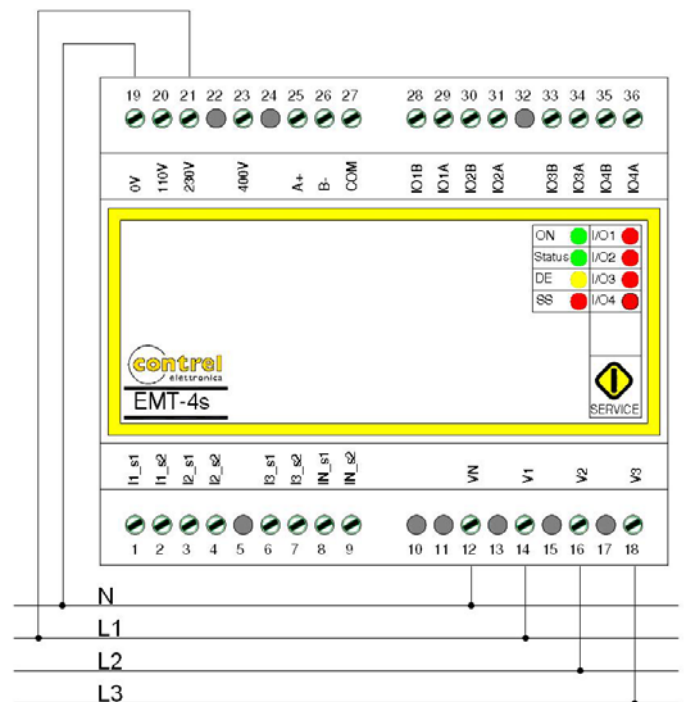 19 20 21 22 23 24 25 26 27 28 29 30 31 32 33 34 35 36
0V 110V 230V 400V A+ B- COM IO1B IO1A IO2B IO2A IO3B IO3A IO4B IO4A
ON I/O1
Status I/O2
DE I/O3
SS I/O4
contrel
elettronica
EMT-4s
SERVICE
I1_s1 I1_s2 I2_s1 I2_s2 I3_s1 I3_s2 IN_s1 IN_s2 VN V1 V2 V3
1 2 3 4 5 6 7 8 9 10 11 12 13 14 15 16 17 18
N
L1
L2
L3